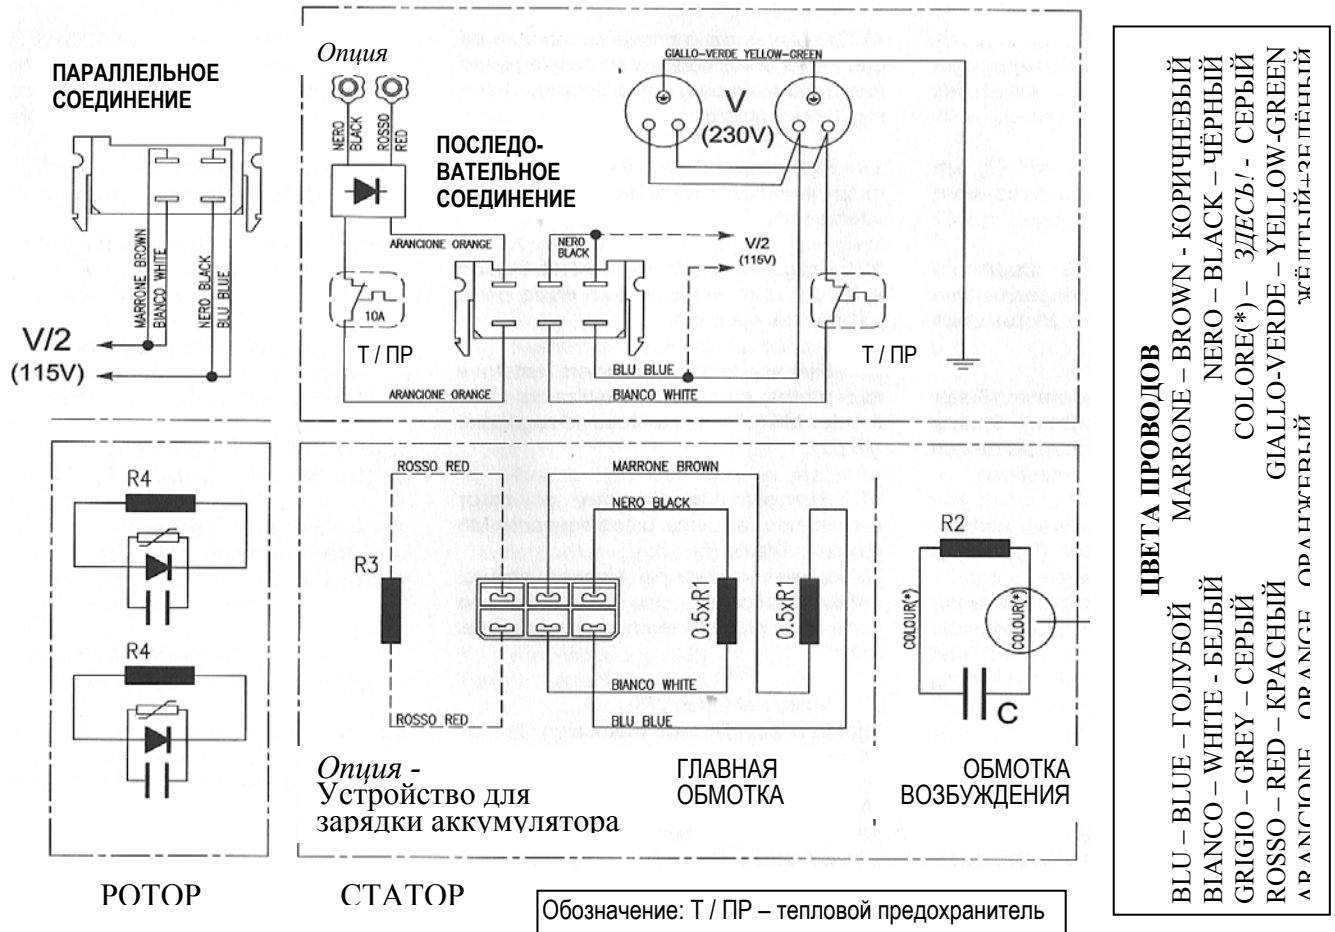 ПАРАЛЛЕЛЬНОЕ
СОЕДИНЕНИЕ
MARRONE BROWN
BIANCO WHITE
NERO BLACK
BLU BLUE
V/2
(115V)
Опция
NERO
BLACK
ROSSO
RED
ПОСЛЕДО-
ВАТЕЛЬНОЕ
СОЕДИНЕНИЕ
GIALLO-VERDE YELLOW-GREEN
V
(230V)
ARANCIONE ORANGE
NERO
BLACK
V/2
(115V)
10A
Т / ПР
Т / ПР
BLU BLUE
ARANCIONE ORANGE
BIANCO WHITE
R4
R4
РОТОР
ROSSO RED
MARRONE BROWN
NERO BLACK
R3
0.5xR1
0.5xR1
BIANCO WHITE
ROSSO RED
BLU BLUE
R2
COLOUR(*)
COLOUR(*)
C
Опция -
Устройство для
зарядки аккумулятора
ГЛАВНАЯ
ОБМОТКА
ОБМОТКА
ВОЗБУЖДЕНИЯ
СТАТОР
Обозначение: Т / ПР – тепловой предохранитель
ЦВЕТА ПРОВОДОВ
BLU – BLUE – ГОЛУБОЙ MARRONE – BROWN - КОРИЧНЕВЫЙ
BIANCO – WHITE - БЕЛЫЙ NERO – BLACK – ЧЁРНЫЙ
GRIGIO – GREY – СЕРЫЙ COLORE(*) – ЗДЕСЬ! - СЕРЫЙ
ROSSO – RED – КРАСНЫЙ GIALLO-VERDE – YELLOW-GREEN
ARANCIONE ORANGE ОРАНЖЕВЫЙ ЖЁЛТЫЙ+ЗЕЛЁНЫЙ